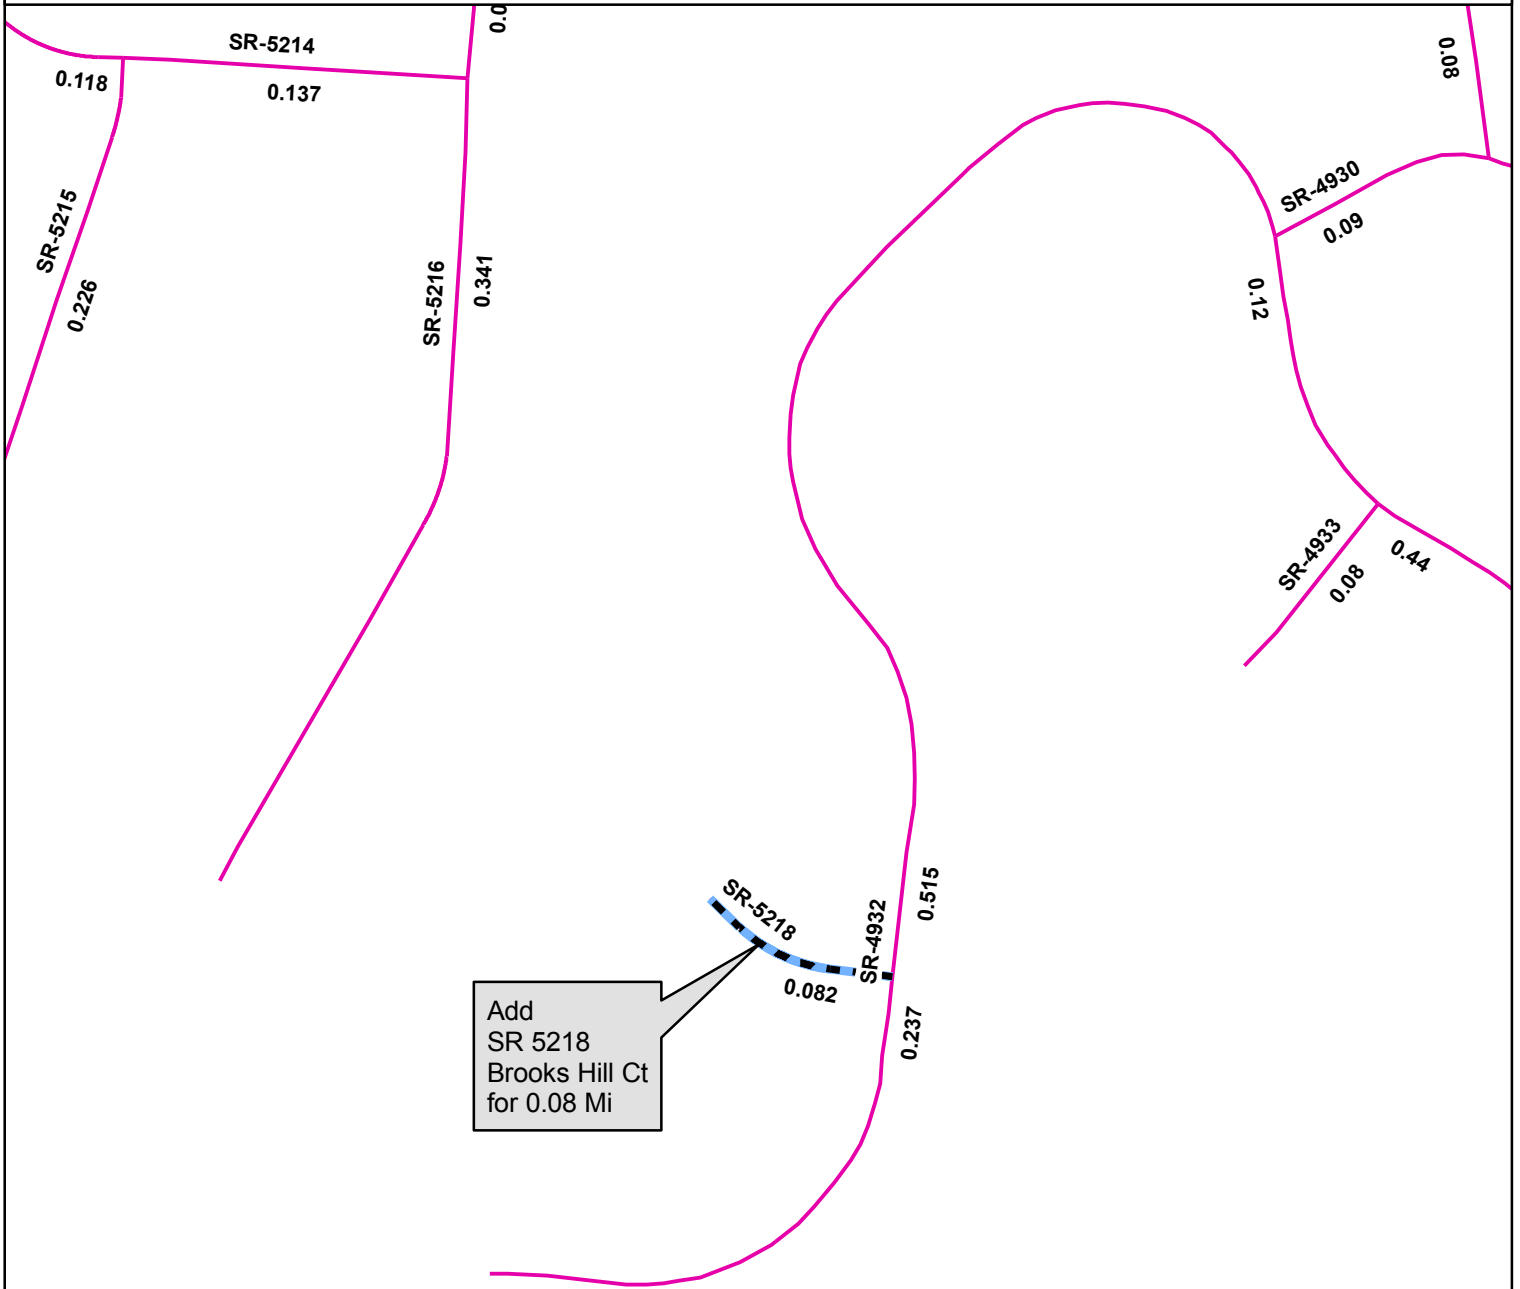 0.0
SR-5214
0.118
0.137
0.08
SR-4930
0.09
SR-5215
0.226
SR-5216
0.341
0.12
SR-4933
0.08
0.44
SR-5218
SR-4932
0.515
0.082
0.237
Add
SR 5218
Brooks Hill Ct
for 0.08 Mi